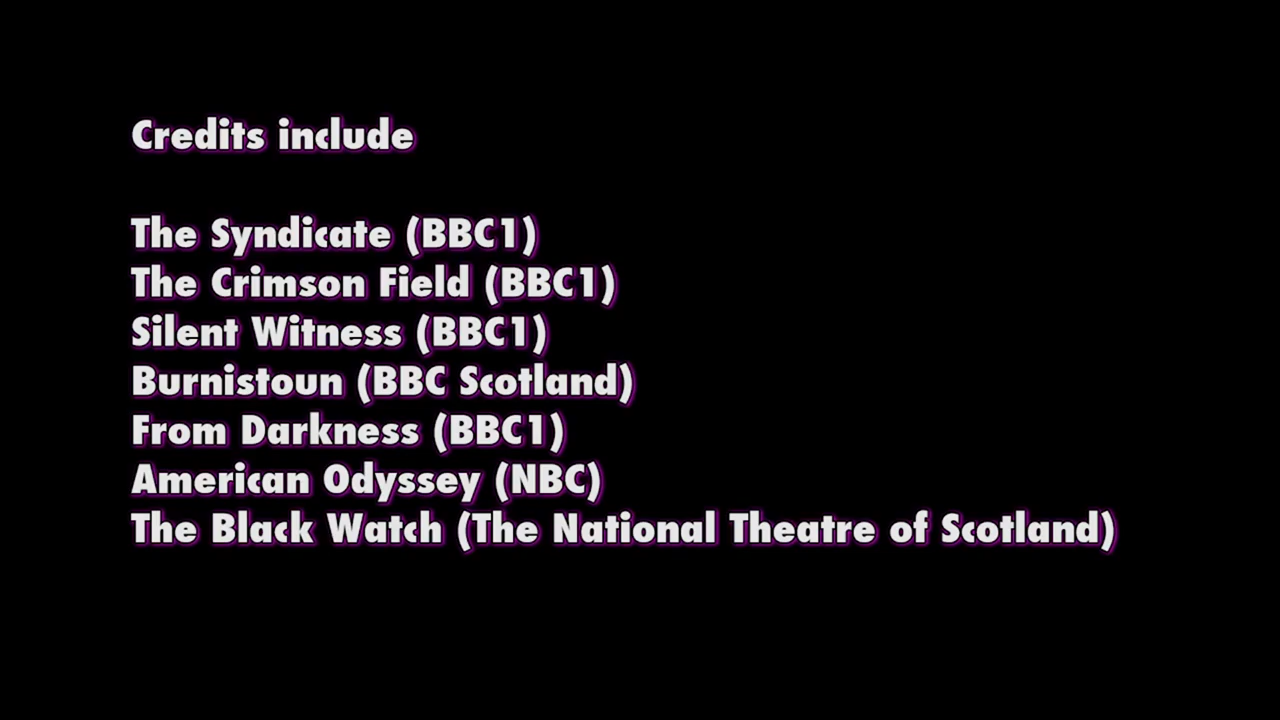 Credits include
The Syndicate (BBC1)
The Crimson Field (BBC1)
Silent Witness (BBC1)
Burnistoun (BBC Scotland)
From Darkness (BBC1)
American Odyssey (NBC)
The Black Watch (The National Theatre of Scotland)